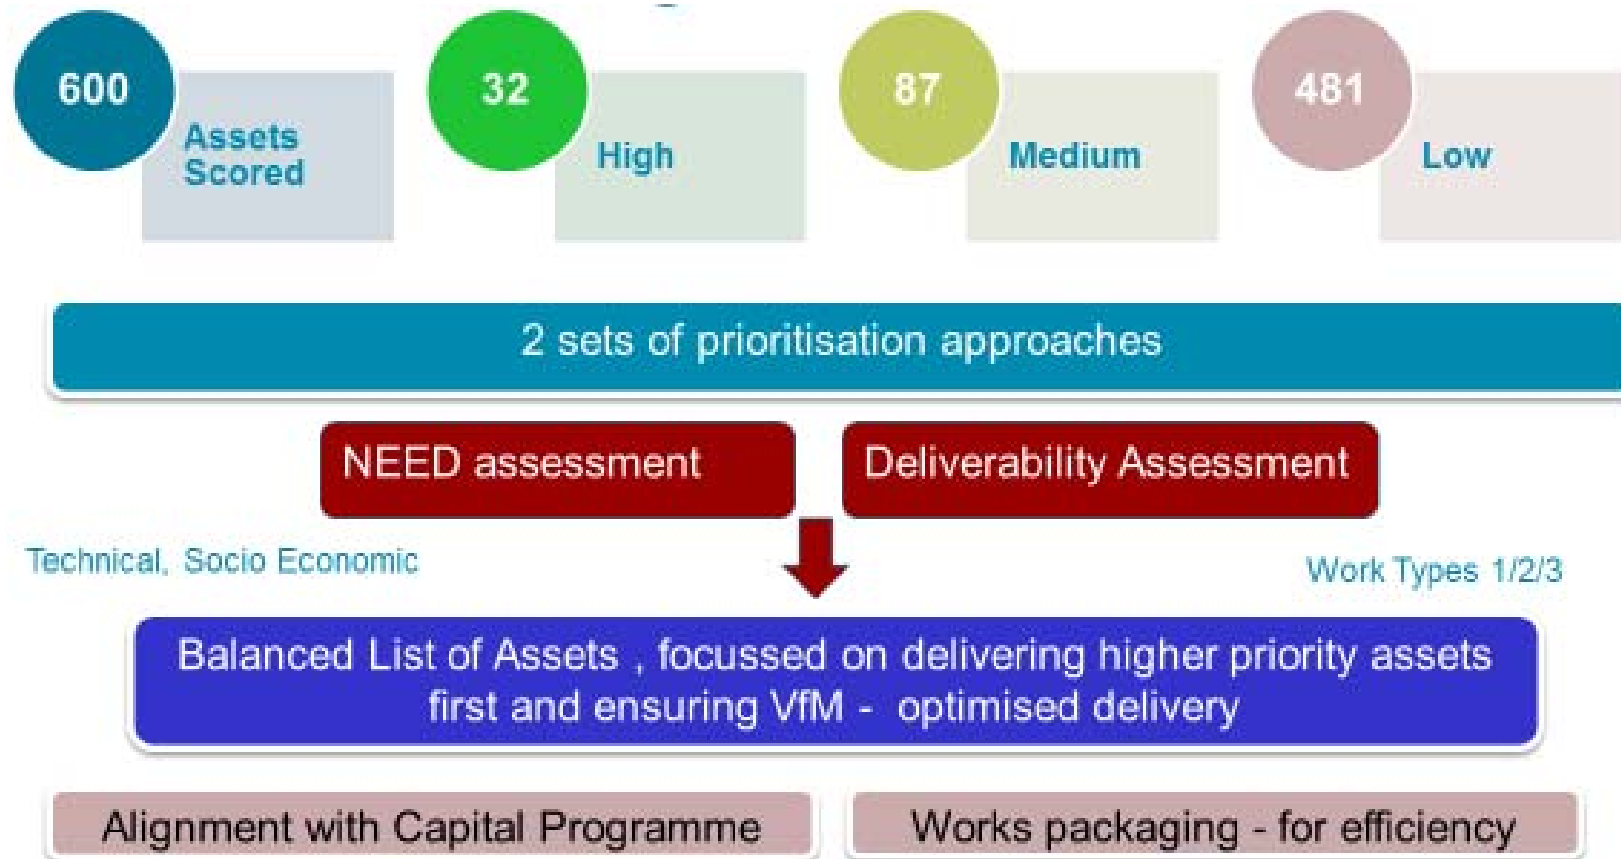 600
Assets
Scored
32
High
87
Medium
481
Low
2 sets of prioritisation approaches
NEED assessment
Deliverability Assessment
Technical, Socio Economic
Work Types 1/2/3
Balanced List of Assets , focussed on delivering higher priority assets
first and ensuring VfM - optimised delivery
Alignment with Capital Programme
Works packaging - for efficiency